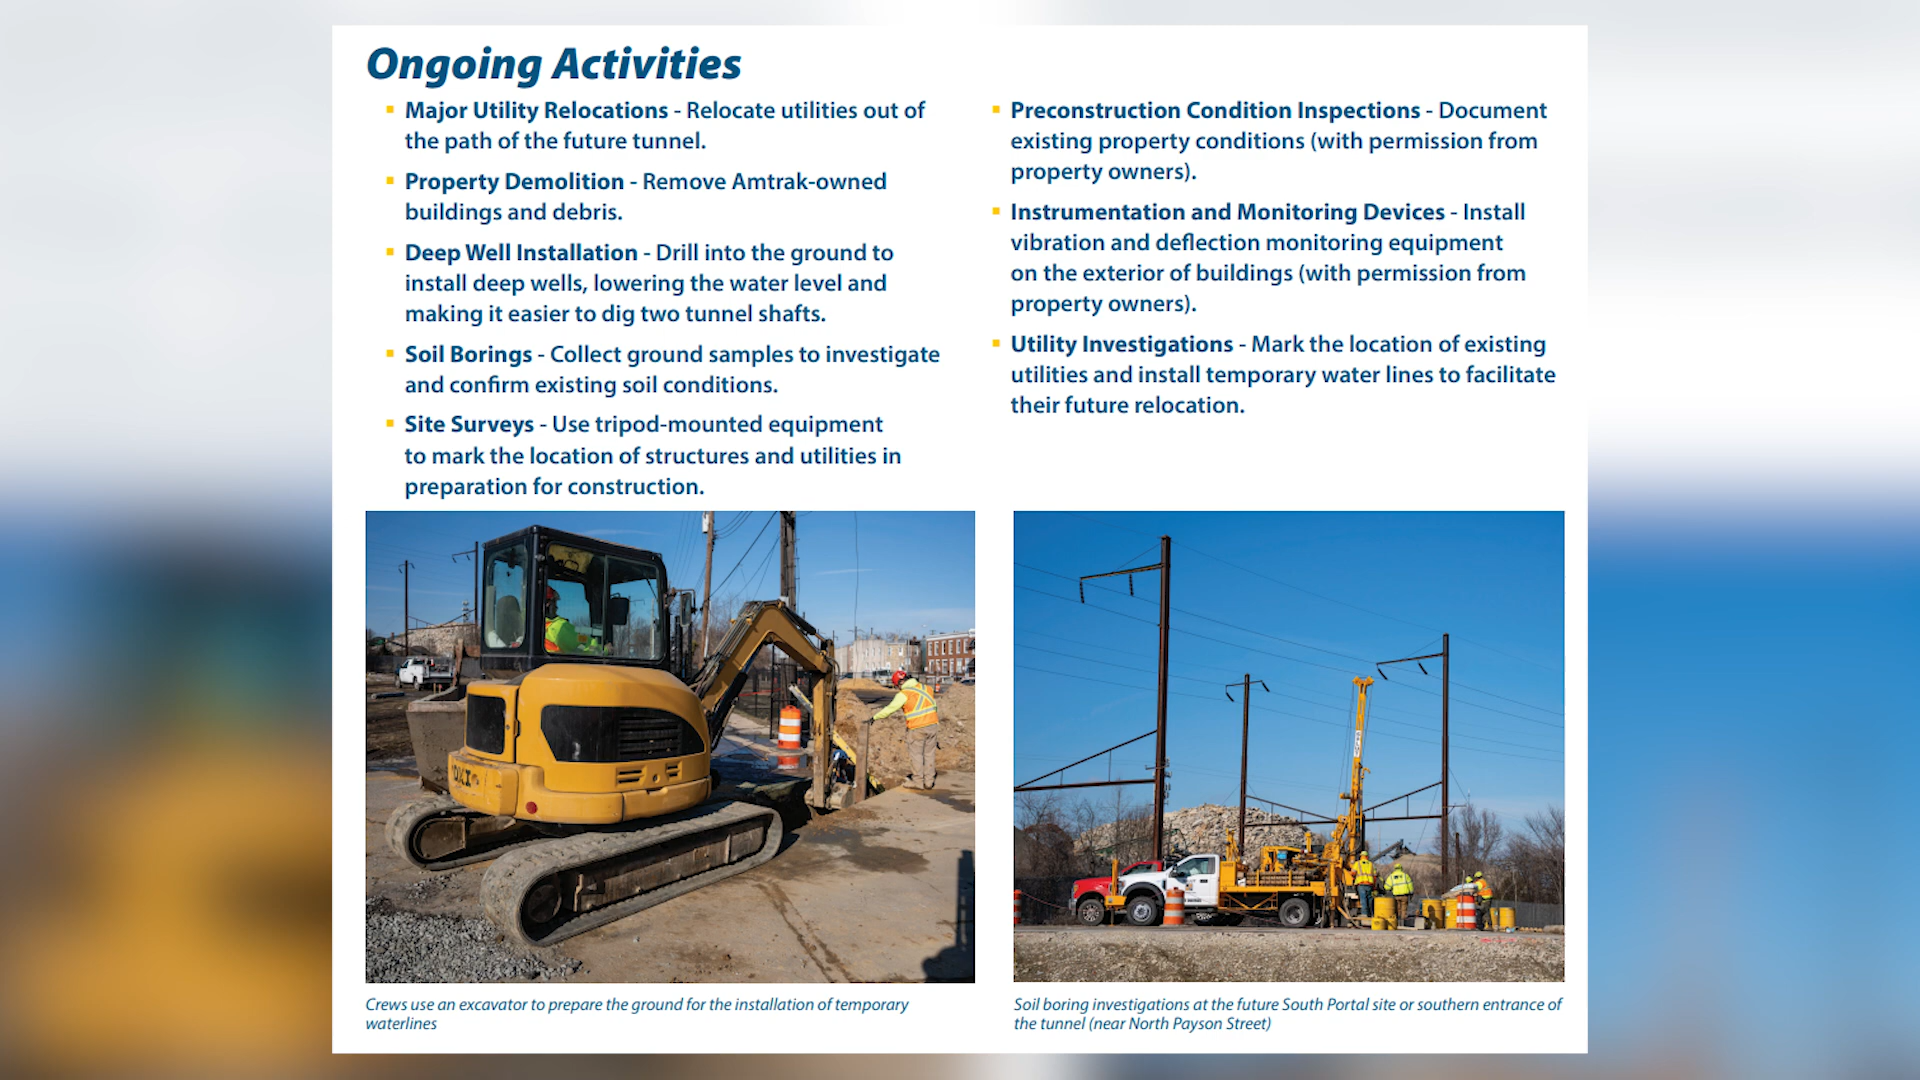 Ongoing Activities
▪ Major Utility Relocations - Relocate utilities out of
the path of the future tunnel.
▪ Property Demolition - Remove Amtrak-owned
buildings and debris.
▪ Deep Well Installation - Drill into the ground to
install deep wells, lowering the water level and
making it easier to dig two tunnel shafts.
▪ Soil Borings - Collect ground samples to investigate
and confirm existing soil conditions.
▪ Site Surveys - Use tripod-mounted equipment
to mark the location of structures and utilities in
preparation for construction.
▪ Preconstruction Condition Inspections - Document
existing property conditions (with permission from
property owners).
▪ Instrumentation and Monitoring Devices - Install
vibration and deflection monitoring equipment
on the exterior of buildings (with permission from
property owners).
▪ Utility Investigations - Mark the location of existing
utilities and install temporary water lines to facilitate
their future relocation.
Crews use an excavator to prepare the ground for the installation of temporary
waterlines
Soil boring investigations at the future South Portal site or southern entrance of
the tunnel (near North Payson Street)